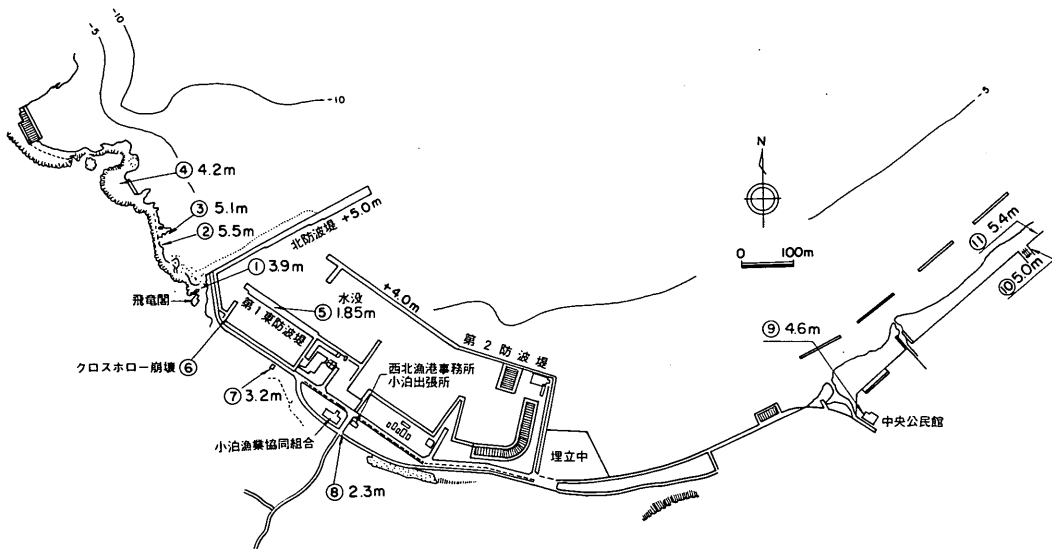 -10
-5
-10
-5
④ 4.2m
③ 5.1m
② 5.5m
① 3.9m
飛竜閣
北防波堤 +5.0m
N
0 100m
⑪ 5.4m
⑩ 5.0m
水没
⑤ 1.85m
+4.0m
第1東防波堤
第2防波堤
⑨ 4.6m
クロスホロー崩壊 ⑥
西北漁港事務所
小泊出張所
⑦ 3.2m
小泊漁業協同組合
中央公民館
埋立中
⑧ 2.3m